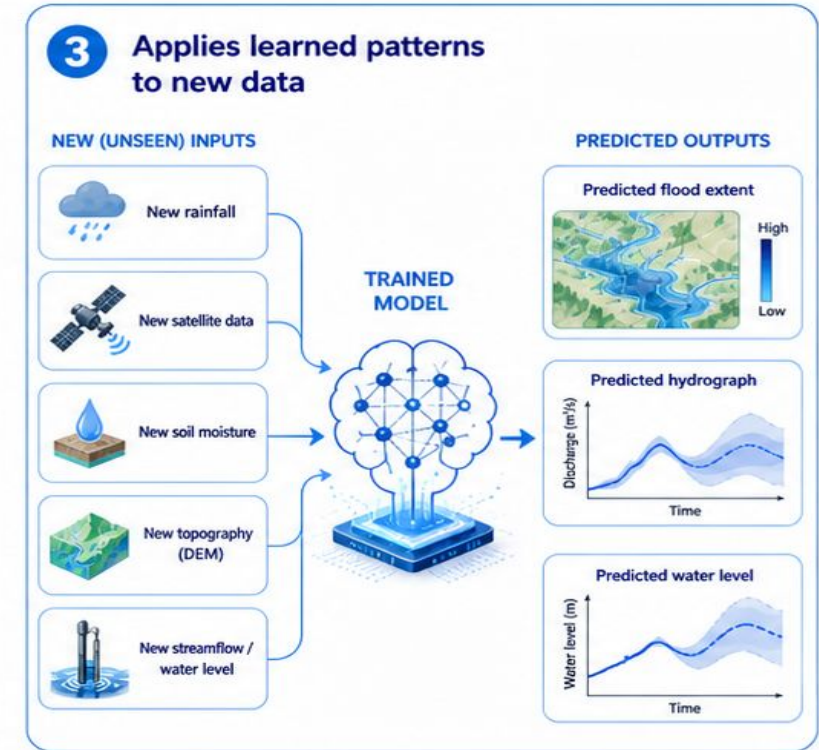 3
Applies learned patterns
to new data
NEW (UNSEEN) INPUTS
New rainfall
New satellite data
New soil moisture
New topography
(DEM)
New streamflow /
water level
TRAINED
MODEL
PREDICTED OUTPUTS
Predicted flood extent
High
Low
Predicted hydrograph
Discharge (m³/s)
Time
Predicted water level
Water level (m)
Time